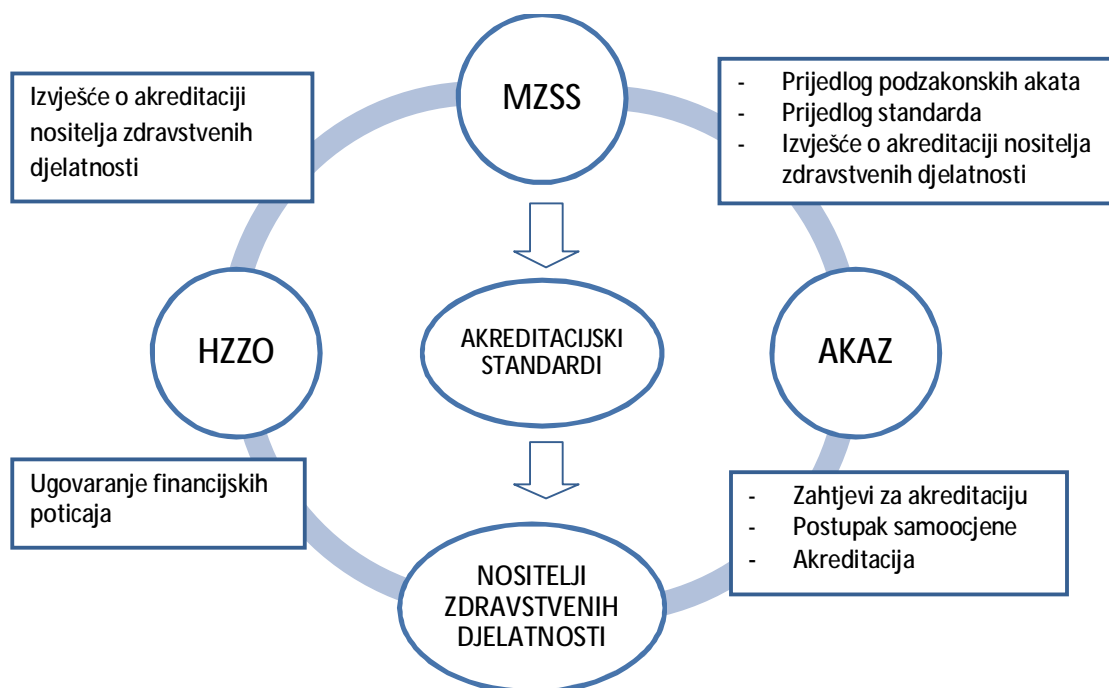 MZSS
Izvješće o akreditaciji
nositelja zdravstvenih
djelatnosti
- Prijedlog podzakonskih akata
- Prijedlog standarda
- Izvješće o akreditaciji nositelja
zdravstvenih djelatnosti
HZZO
AKREDITACIJSKI
STANDARDI
AKAZ
Ugovaranje financijskih
poticaja
- Zahtjevi za akreditaciju
- Postupak samoocjene
- Akreditacija
NOSITELJI
ZDRAVSTVENIH
DJELATNOSTI